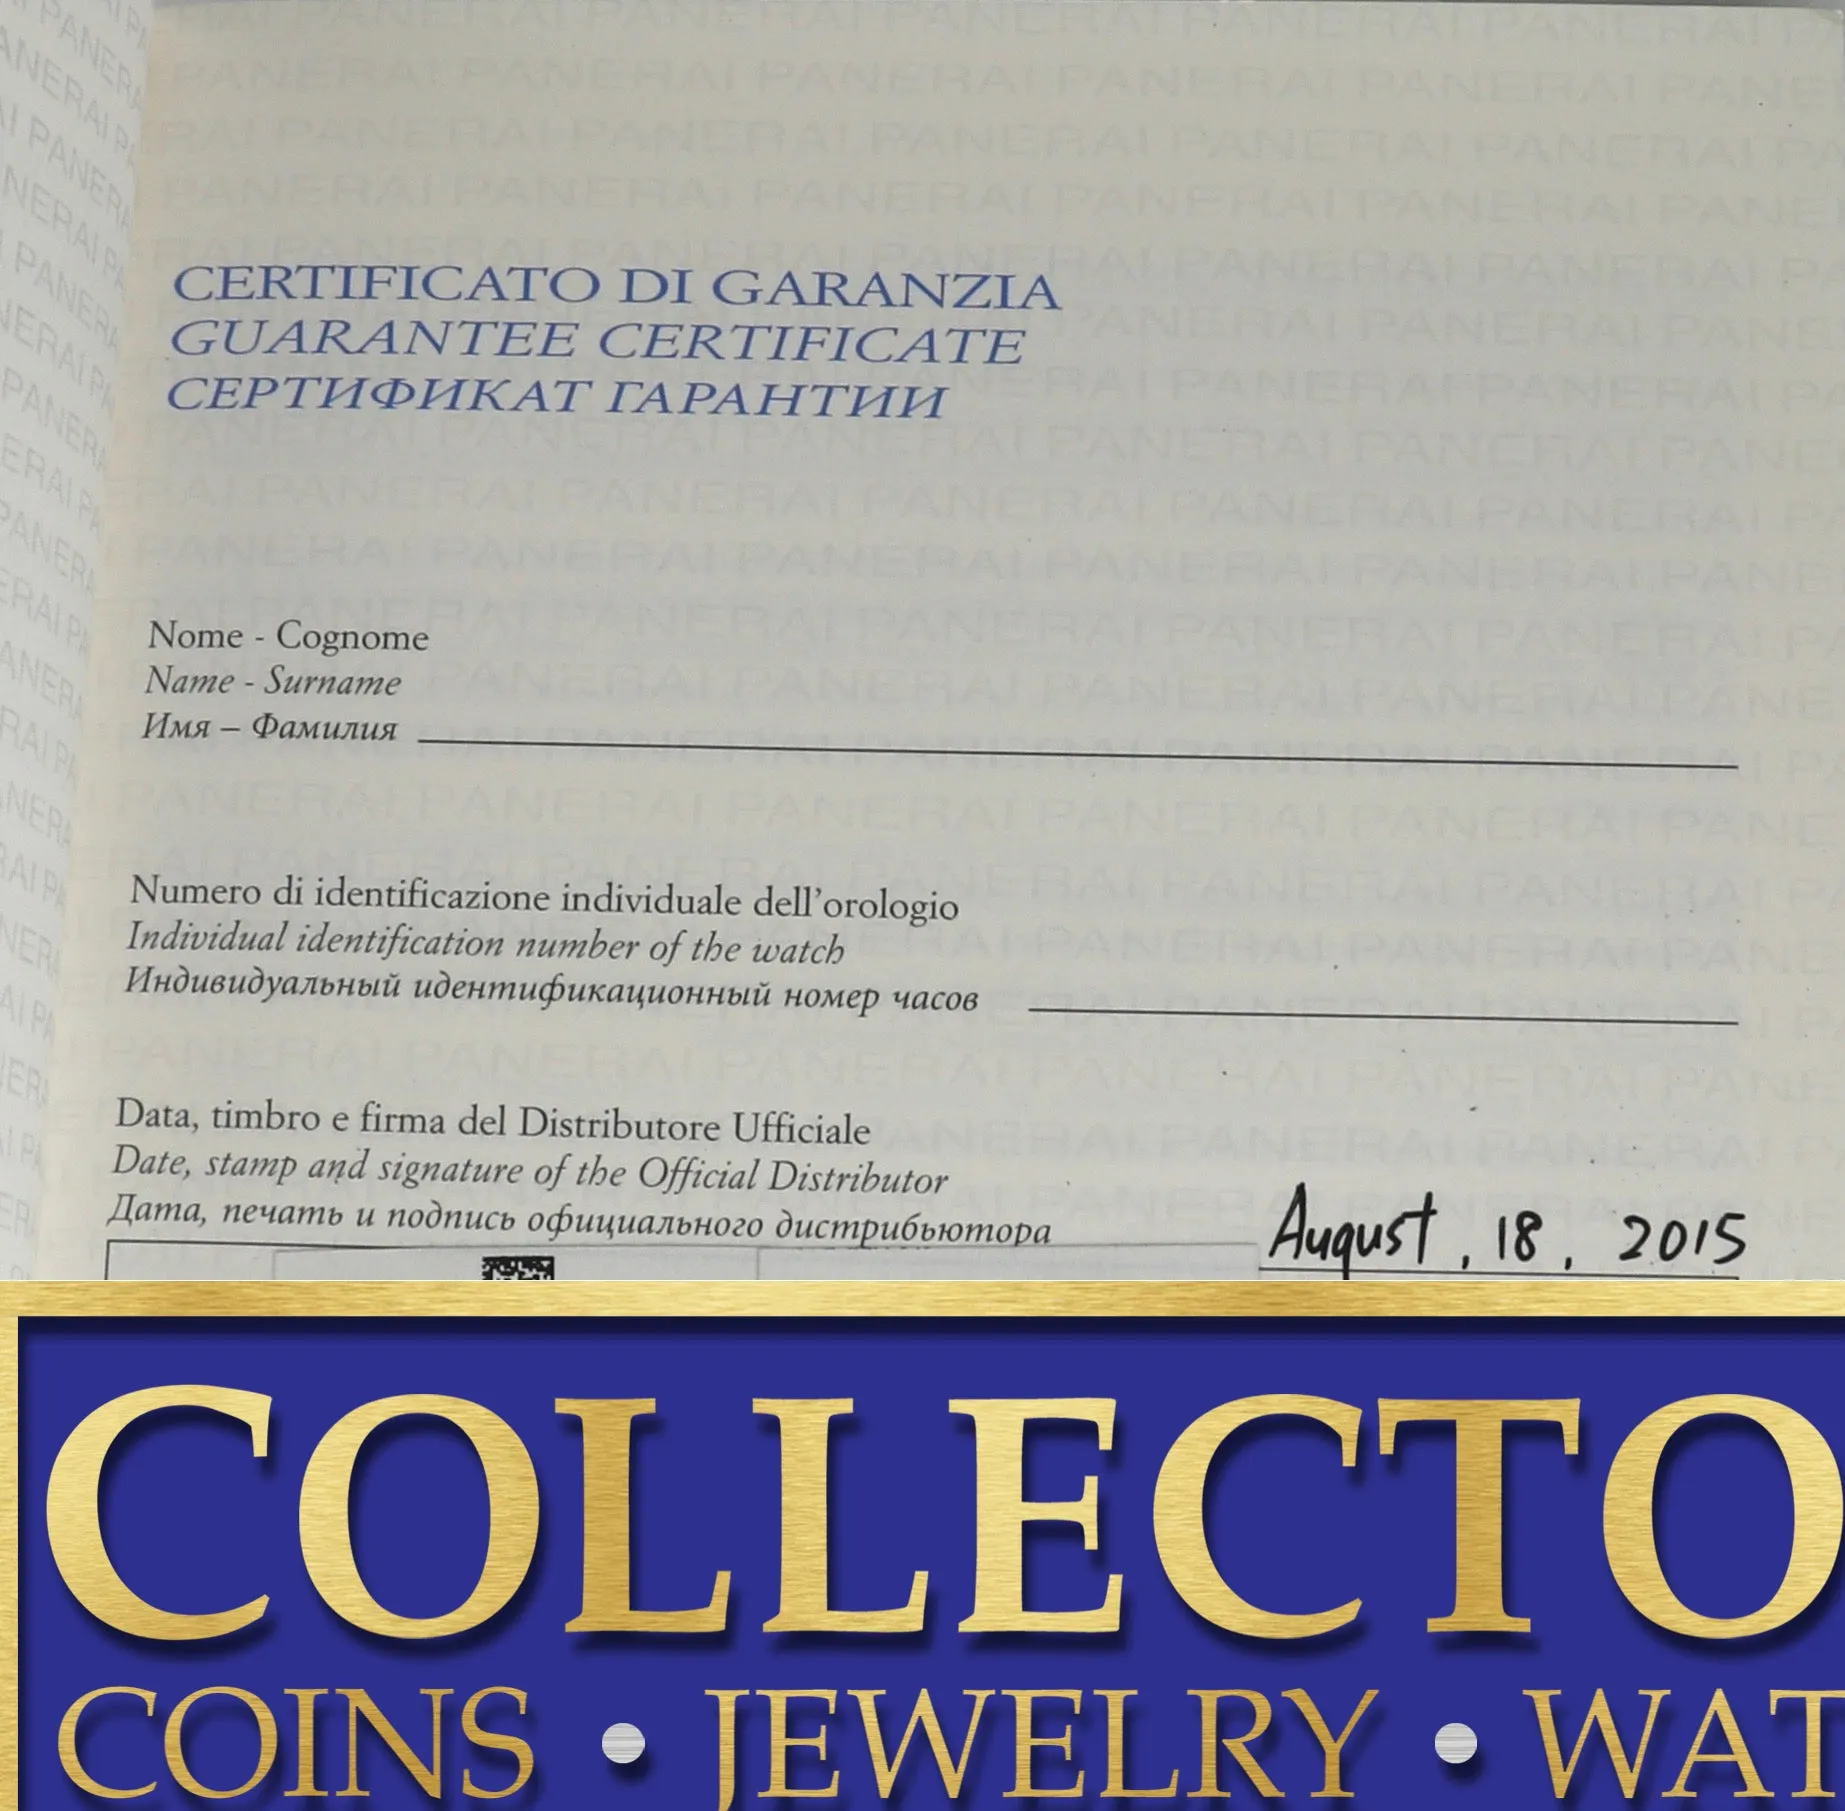 CERTIFICATO DI GARANZIA
GUARANTEE CERTIFICATE
СЕРТИФИКАТ ГАРАНТИИ
Nome - Cognome
Name - Surname
Имя – Фамилия
Numero di identificazione individuale dell'orologio
Individual identification number of the watch
Индивидуальный идентификационный номер часов
Data, timbro e firma del Distributore Ufficiale
Date, stamp and signature of the Official Distributor
Дата, печать и подпись официального дистрибьютора
August, 18, 2015
COLLECTO
COINS • JEWELRY • WAT